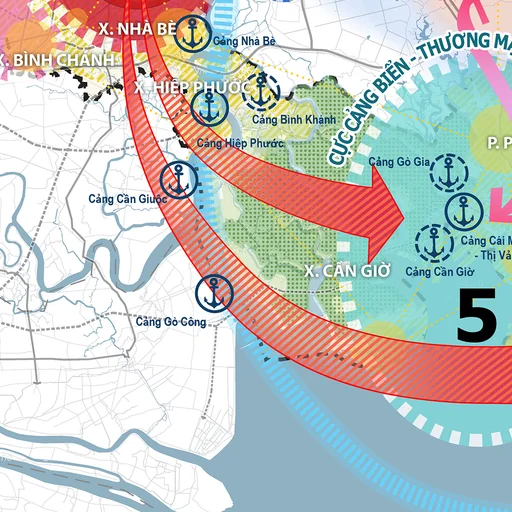 X. NHÀ BÈ
Cảng Nhà Bè
X. BÌNH CHÁNH
X. HIỆP PHƯỚC
Cảng Bình Khánh
CỰC CẢNG BIỂN - THƯƠNG MẠ
Cảng Hiệp Phước
P. P
Cảng Gò Gia
Cảng Cần Giuộc
Cảng Cái M
- Thị Vả
X. CẦN GIỜ
Cảng Cần Giờ
5
Cảng Gò Công